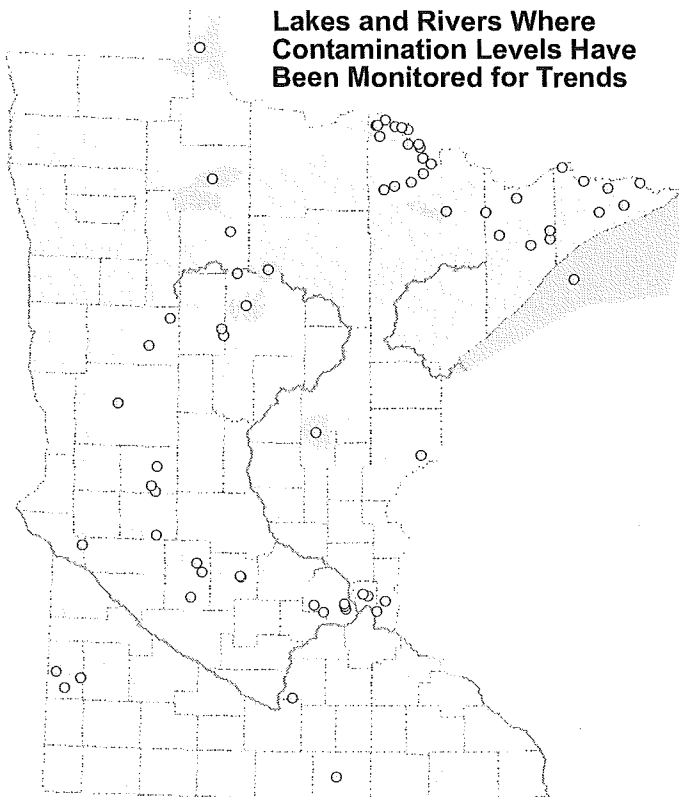 Lakes and Rivers Where
Contamination Levels Have
Been Monitored for Trends